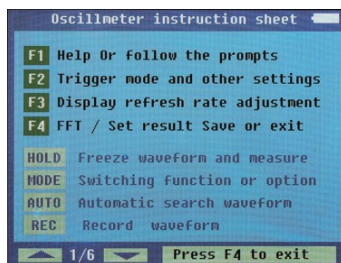 Oscillmeter instruction sheet
F1 Help Or follow the prompts
F2 Trigger mode and other settings
F3 Display refresh rate adjustment
F4 FFT / Set result Save or exit
HOLD Freeze waveform and measure
MODE Switching function or option
AUTO Automatic search waveform
REC Record waveform
1/6 Press F4 to exit